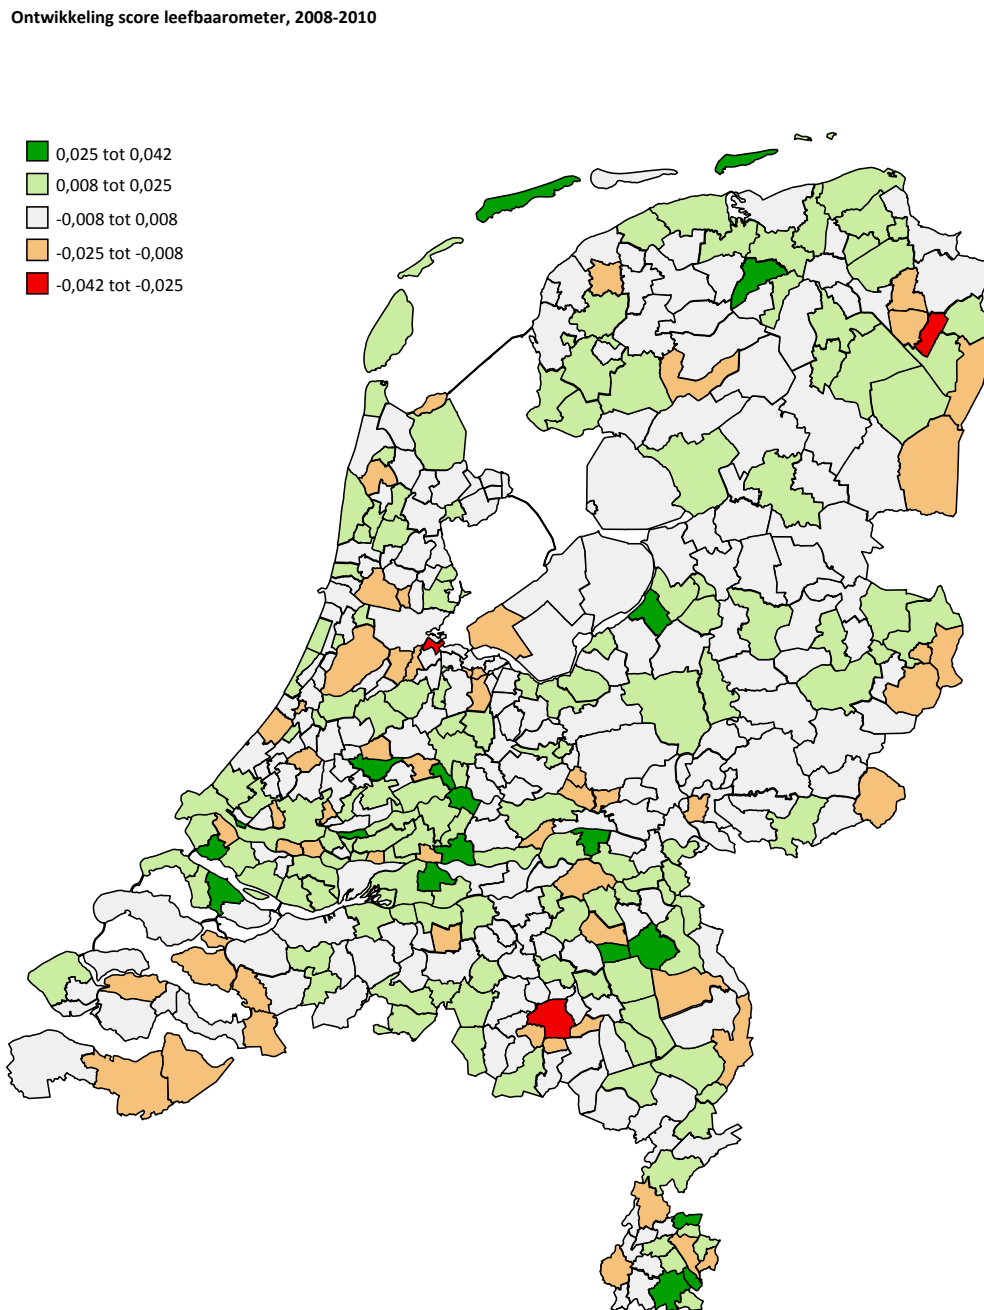 Ontwikkeling score leefbaarometer, 2008-2010
0,025 tot 0,042
0,008 tot 0,025
-0,008 tot 0,008
-0,025 tot -0,008
-0,042 tot -0,025